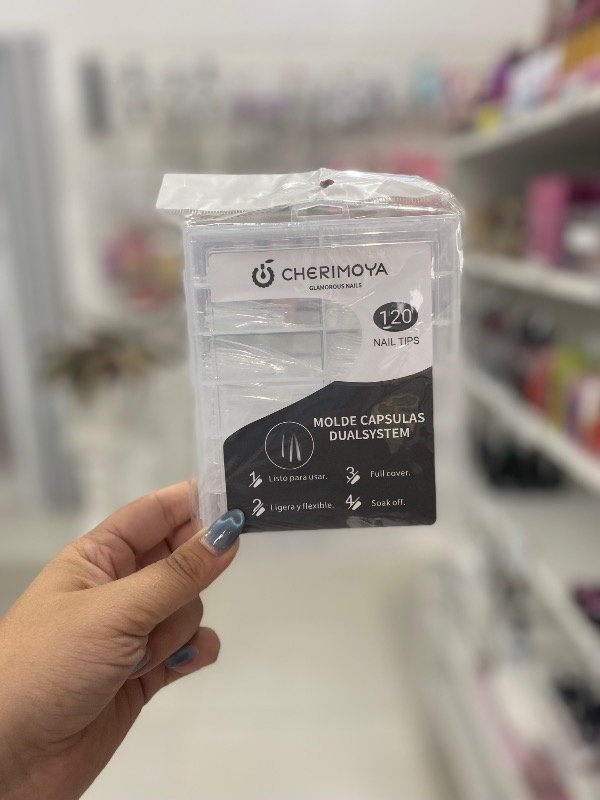 CHERIMOYA
GLAMOROUS NAILS
120
NAIL TIPS
MOLDE CAPSULAS
DUALSYSTEM
1 Listo para usar.
3 Full cover.
2 Ligera y flexible.
4 Soak off.